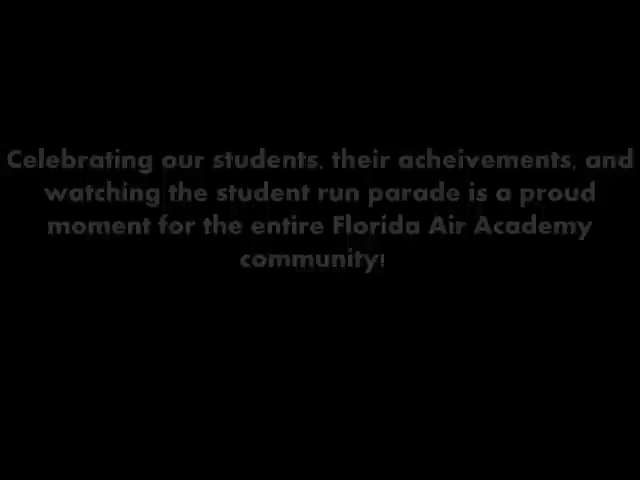 Celebrating our students, their acheivements, and
watching the student run parade is a proud
moment for the entire Florida Air Academy
community!